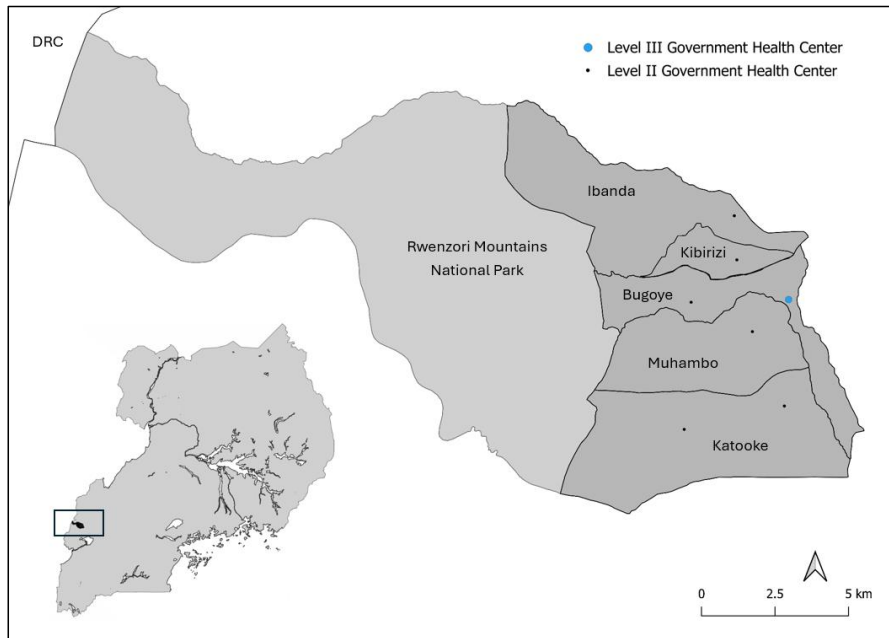 DRC
Level III Government Health Center
Level II Government Health Center
Ibanda
Rwenzori Mountains
National Park
Kibirizi
Bugoye
Muhambo
Katooke
0 2.5 5 km